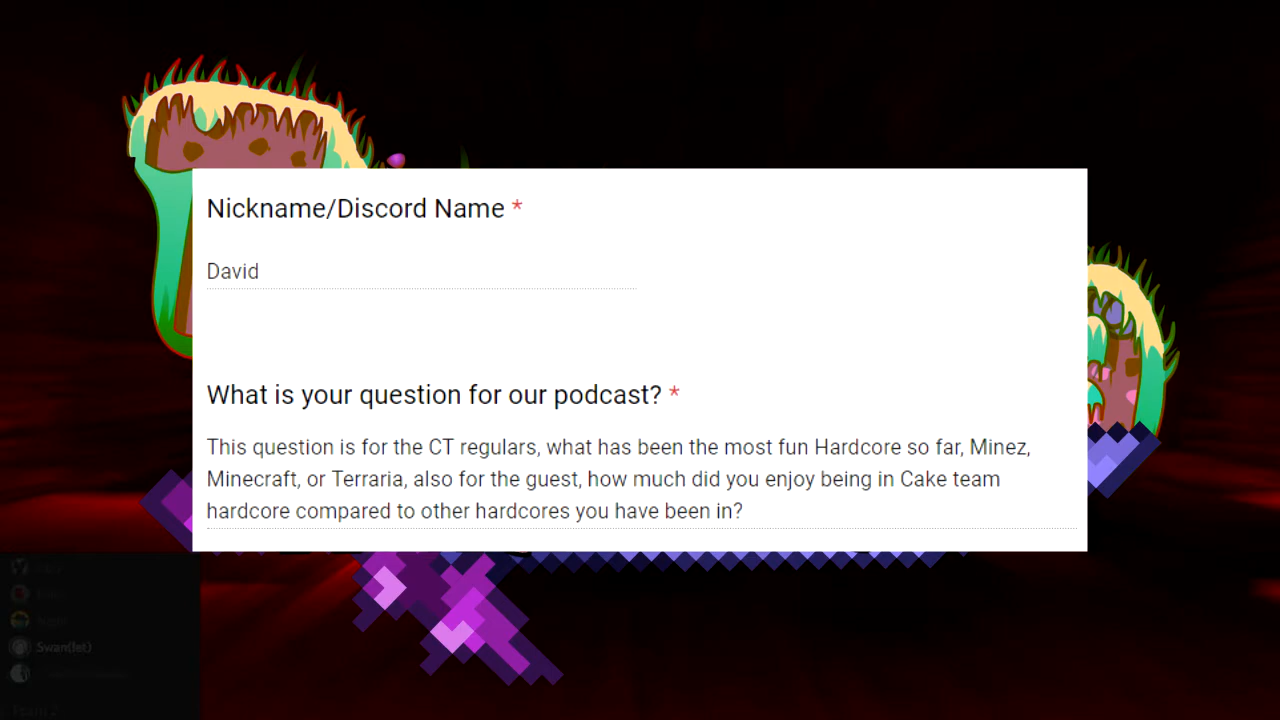 Nickname/Discord Name *
David
What is your question for our podcast? *
This question is for the CT regulars, what has been the most fun Hardcore so far, Minez,
Minecraft, or Terraria, also for the guest, how much did you enjoy being in Cake team
hardcore compared to other hardcores you have been in?
Swan(let)